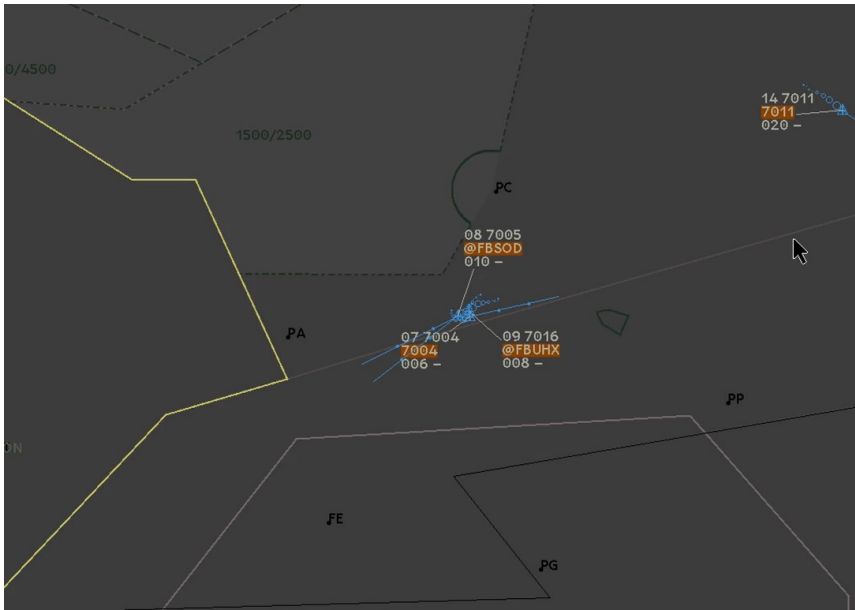 0/4500
14 7011
7011
020 –
1500/2500
PC
08 7005
@FBSOD
010 –
PA
07 7004
7004
006 –
09 7016
@FBUHX
008 –
PP
ON
FE
PG